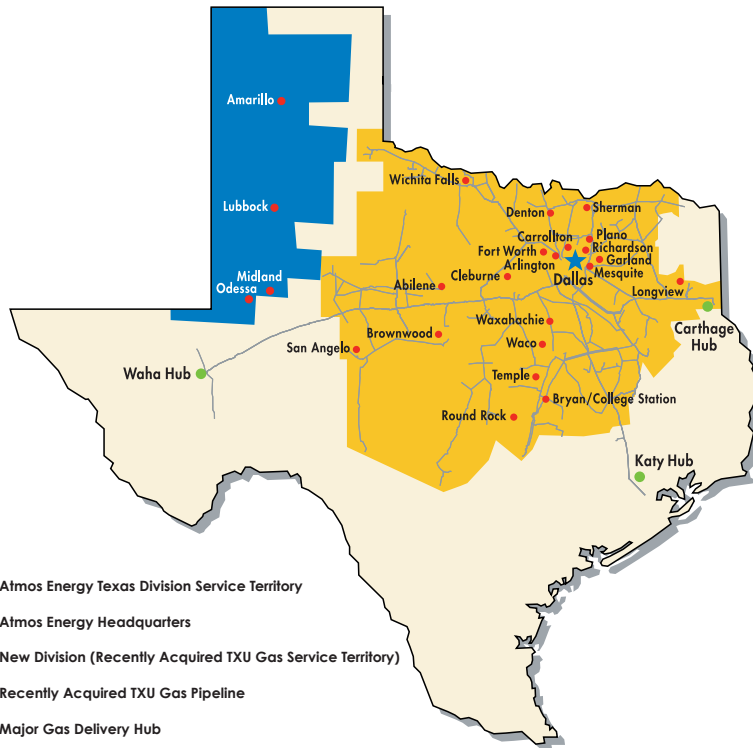 Amarillo
Lubbock
Midland
Odessa
Wichita Falls
Denton
Sherman
Carrollton
Plano
Fort Worth
Richardson
Arlington
Garland
Mesquite
Dallas
Cleburne
Abilene
Longview
Carthage
Hub
Waxahachie
Brownwood
Waco
San Angelo
Waha Hub
Temple
Bryan/College Station
Round Rock
Katy Hub
Atmos Energy Texas Division Service Territory
Atmos Energy Headquarters
New Division (Recently Acquired TXU Gas Service Territory)
Recently Acquired TXU Gas Pipeline
Major Gas Delivery Hub